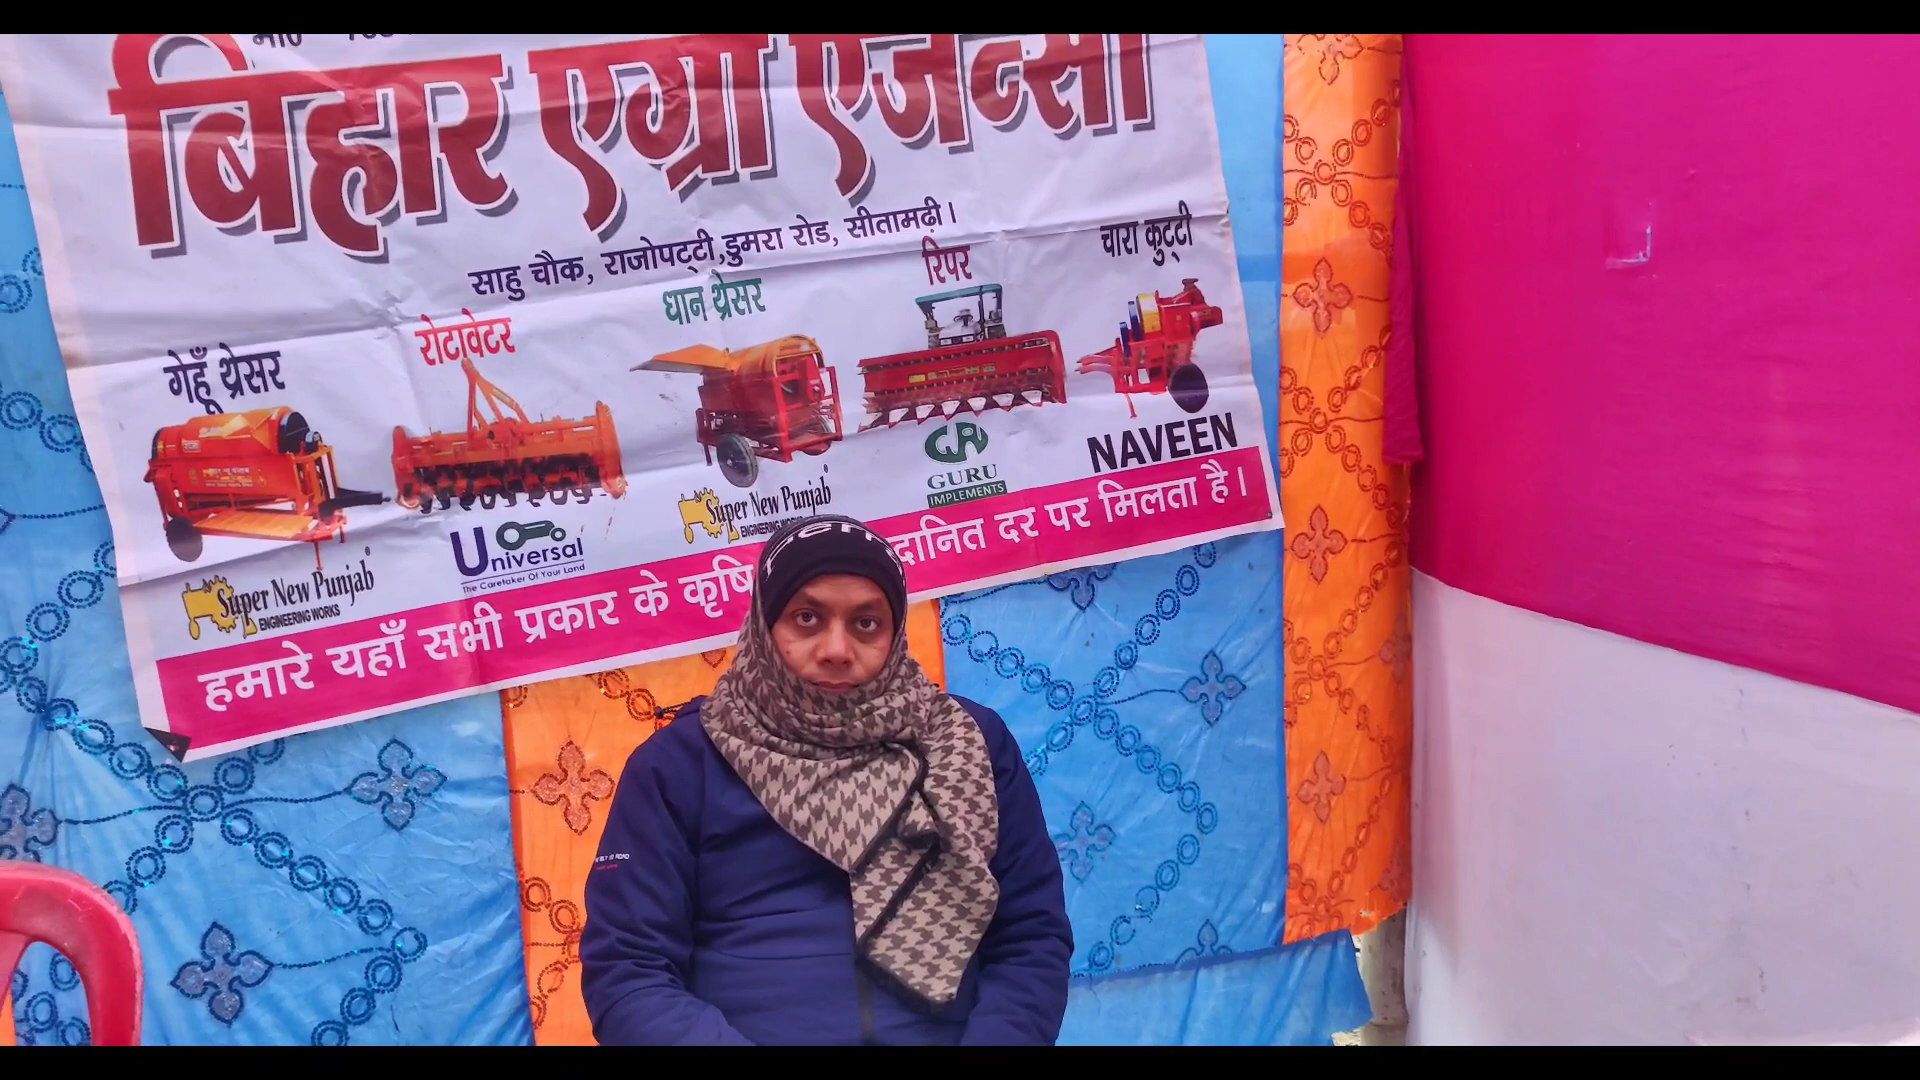 बिहार एग्रो एजेन्सी
साहु चौक, राजोपट्टी,डुमरा रोड, सीतामढ़ी।
गेहूँ थ्रेसर
रोटावेटर
धान थ्रेसर
रिपर
चारा कुट्टी
Super New Punjab
ENGINEERING WORKS
Universal
The Caretaker Of Your Land
Super New Punjab
ENGINEERING
GURU
IMPLEMENTS
NAVEEN
हमारे यहाँ सभी प्रकार के कृषि दर पर मिलता है।